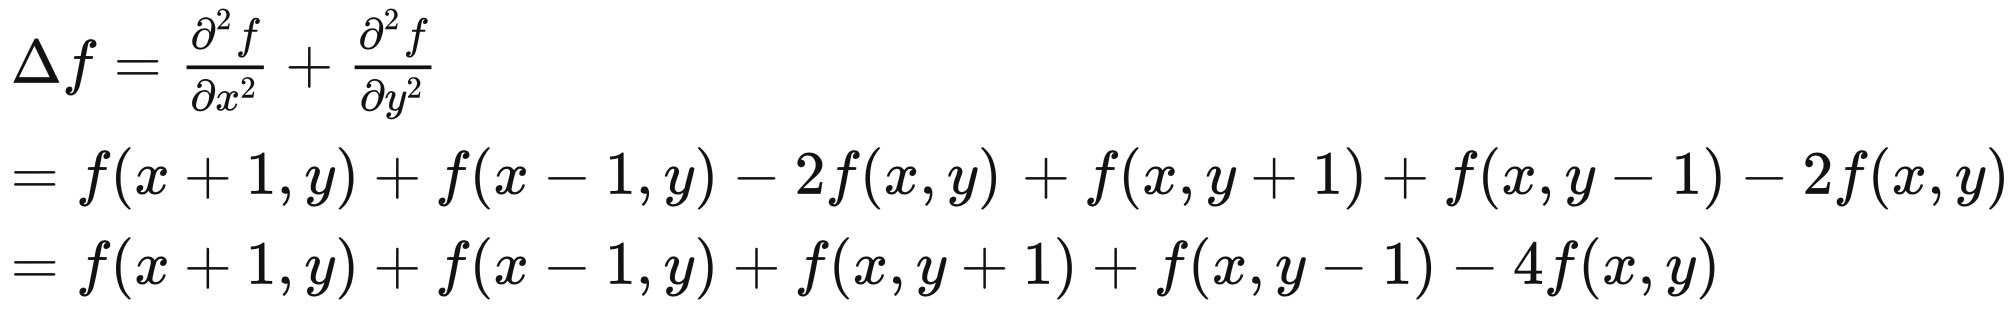 Δf = ∂²f/∂x² + ∂²f/∂y²
= f(x + 1, y) + f(x − 1, y) − 2f(x, y) + f(x, y + 1) + f(x, y − 1) − 2f(x, y)
= f(x + 1, y) + f(x − 1, y) + f(x, y + 1) + f(x, y − 1) − 4f(x, y)